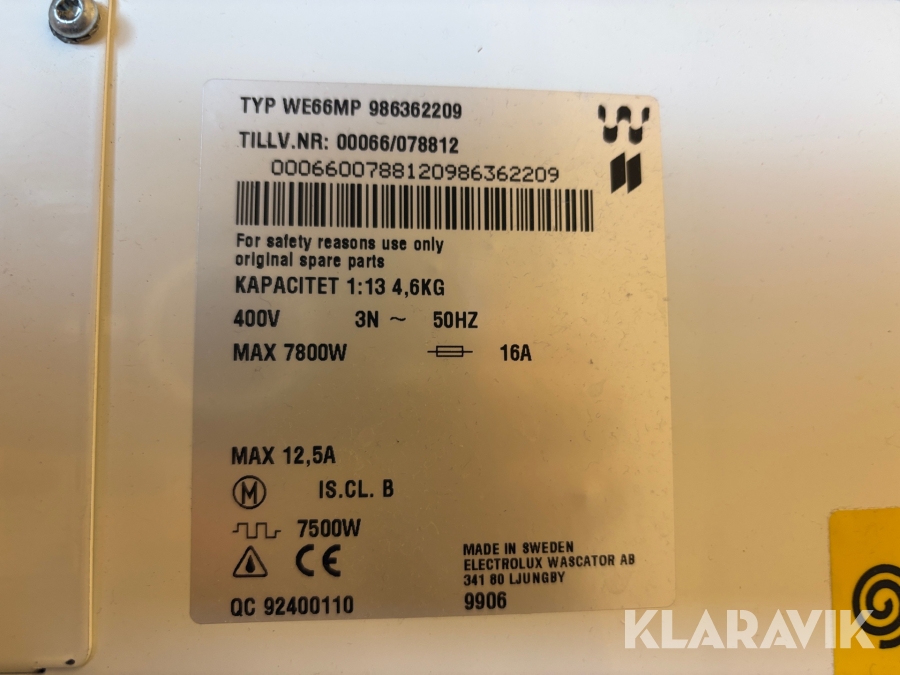 TYP WE66MP 986362209
TILLV.NR: 00066/078812
0006600788120986362209
For safety reasons use only
original spare parts
KAPACITET 1:13 4,6KG
400V 3N ~ 50HZ
MAX 7800W 16A
MAX 12,5A
M IS.CL. B
7500W
CE
MADE IN SWEDEN
ELECTROLUX WASCATOR AB
341 80 LJUNGBY
QC 92400110 9906
KLARAVIK